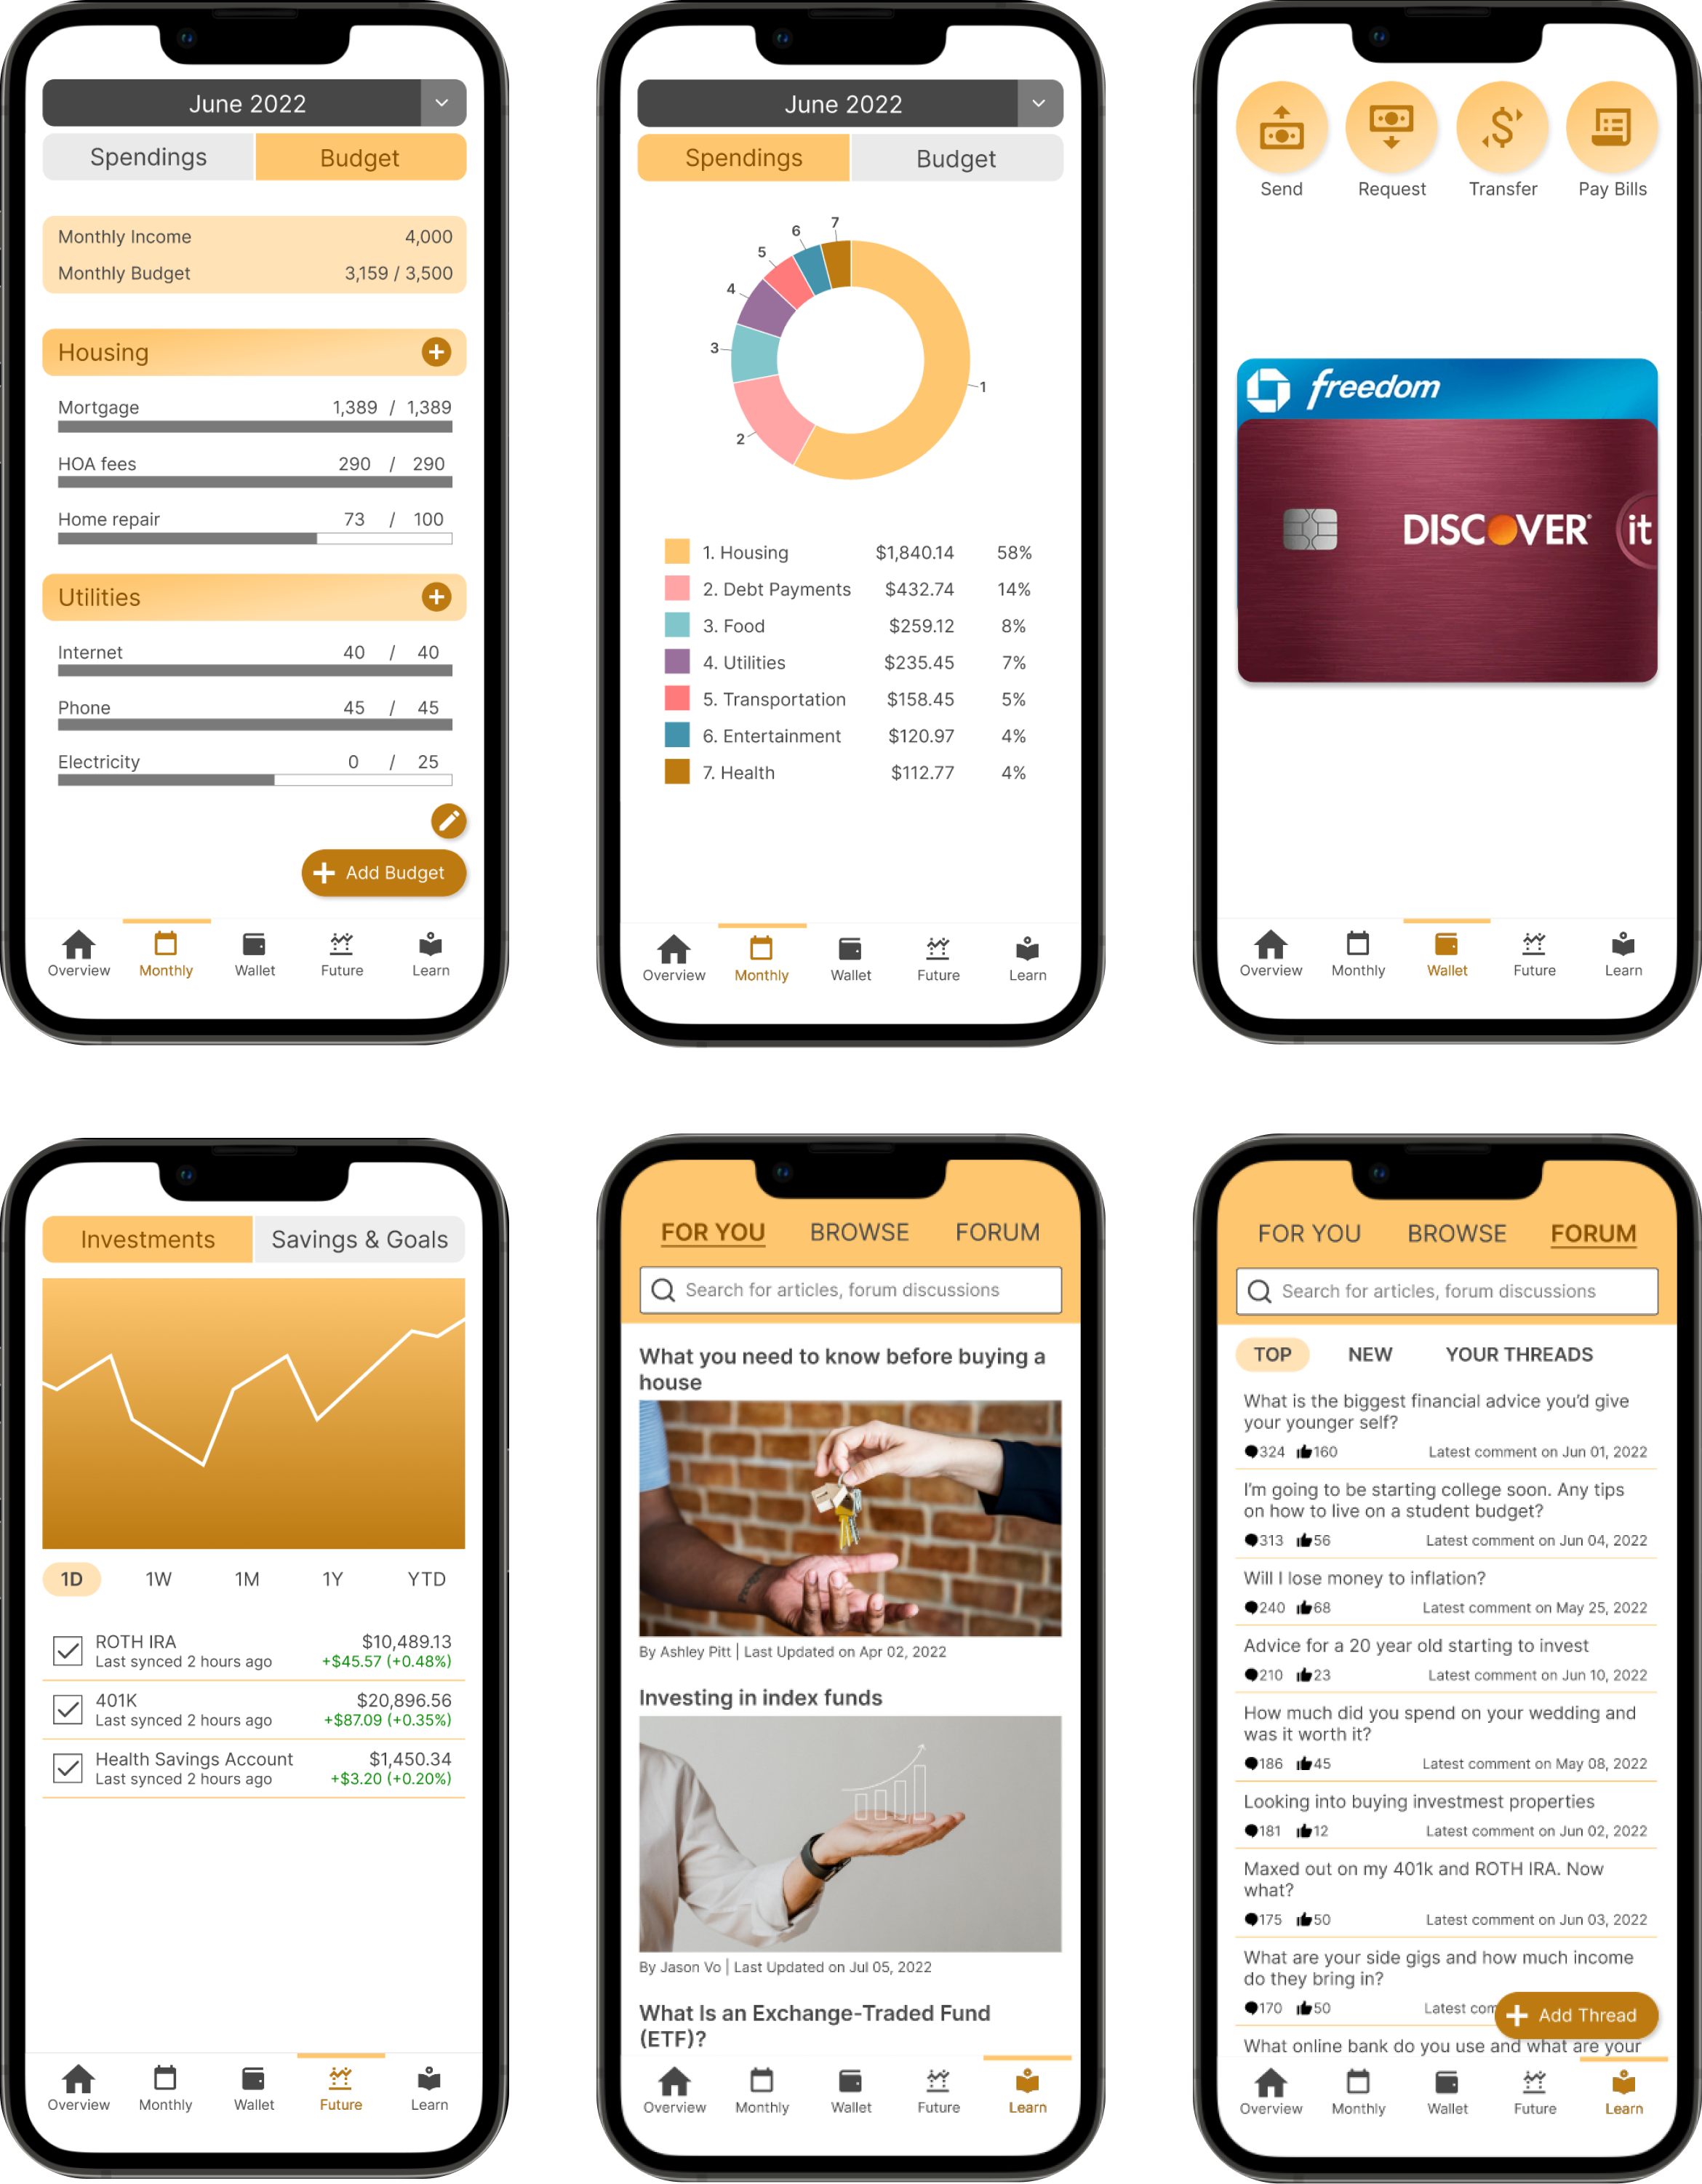 June 2022
Spendings Budget
Monthly Income 4,000
Monthly Budget 3,159 / 3,500
Housing
Mortgage 1,389 / 1,389
HOA fees 290 / 290
Home repair 73 / 100
Utilities
Internet 40 / 40
Phone 45 / 45
Electricity 0 / 25
Add Budget
Overview Monthly Wallet Future Learn
June 2022
Spendings Budget
7
6
5
4
3
1
2
1. Housing $1,840.14 58%
2. Debt Payments $432.74 14%
3. Food $259.12 8%
4. Utilities $235.45 7%
5. Transportation $158.45 5%
6. Entertainment $120.97 4%
7. Health $112.77 4%
Overview Monthly Wallet Future Learn
Send Request Transfer Pay Bills
freedom
DISCOVER it
Overview Monthly Wallet Future Learn
Investments Savings & Goals
1D 1W 1M 1Y YTD
ROTH IRA $10,489.13
Last synced 2 hours ago +$45.57 (+0.48%)
401K $20,896.56
Last synced 2 hours ago +$87.09 (+0.35%)
Health Savings Account $1,450.34
Last synced 2 hours ago +$3.20 (+0.20%)
Overview Monthly Wallet Future Learn
FOR YOU BROWSE FORUM
Search for articles, forum discussions
What you need to know before buying a
house
By Ashley Pitt | Last Updated on Apr 02, 2022
Investing in index funds
By Jason Vo | Last Updated on Jul 05, 2022
What Is an Exchange-Traded Fund
(ETF)?
Overview Monthly Wallet Future Learn
FOR YOU BROWSE FORUM
Search for articles, forum discussions
TOP NEW YOUR THREADS
What is the biggest financial advice you'd give
your younger self?
324 160 Latest comment on Jun 01, 2022
I'm going to be starting college soon. Any tips
on how to live on a student budget?
313 56 Latest comment on Jun 04, 2022
Will I lose money to inflation?
240 68 Latest comment on May 25, 2022
Advice for a 20 year old starting to invest
210 23 Latest comment on Jun 10, 2022
How much did you spend on your wedding and
was it worth it?
186 45 Latest comment on May 08, 2022
Looking into buying investmest properties
181 12 Latest comment on Jun 02, 2022
Maxed out on my 401k and ROTH IRA. Now
what?
175 50 Latest comment on Jun 03, 2022
What are your side gigs and how much income
do they bring in?
170 50 Latest com
Add Thread
What online bank do you use and what are your
Overview Monthly Wallet Future Learn